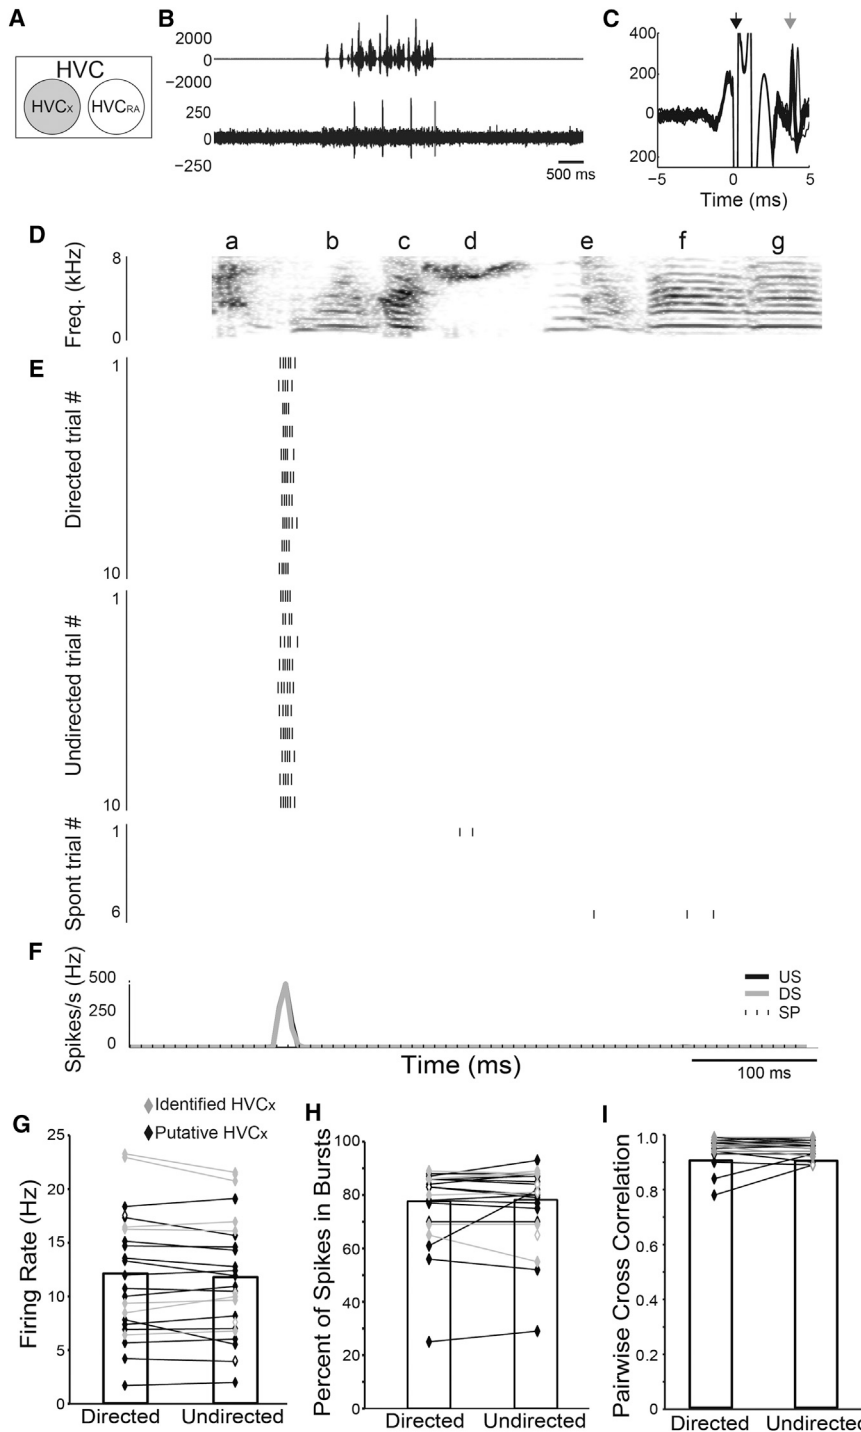 A
HVC
HVCX
HVCRA
B
2000
0
−2000
250
0
−250
500 ms
C
400
200
0
200
−5
0
5
Time (ms)
D
Freq. (kHz)
8
0
a b c d e f g
E
Directed trial #
1
10
Undirected trial #
1
10
Spont trial #
1
6
F
Spikes/s (Hz)
500
250
0
US
DS
SP
Time (ms)
100 ms
Identified HVCx
Putative HVCx
G
Firing Rate (Hz)
25
20
15
10
5
0
Directed Undirected
H
Percent of Spikes in Bursts
100
80
60
40
20
0
Directed Undirected
I
Pairwise Cross Correlation
1.0
0.8
0.6
0.4
0.2
0
Directed Undirected